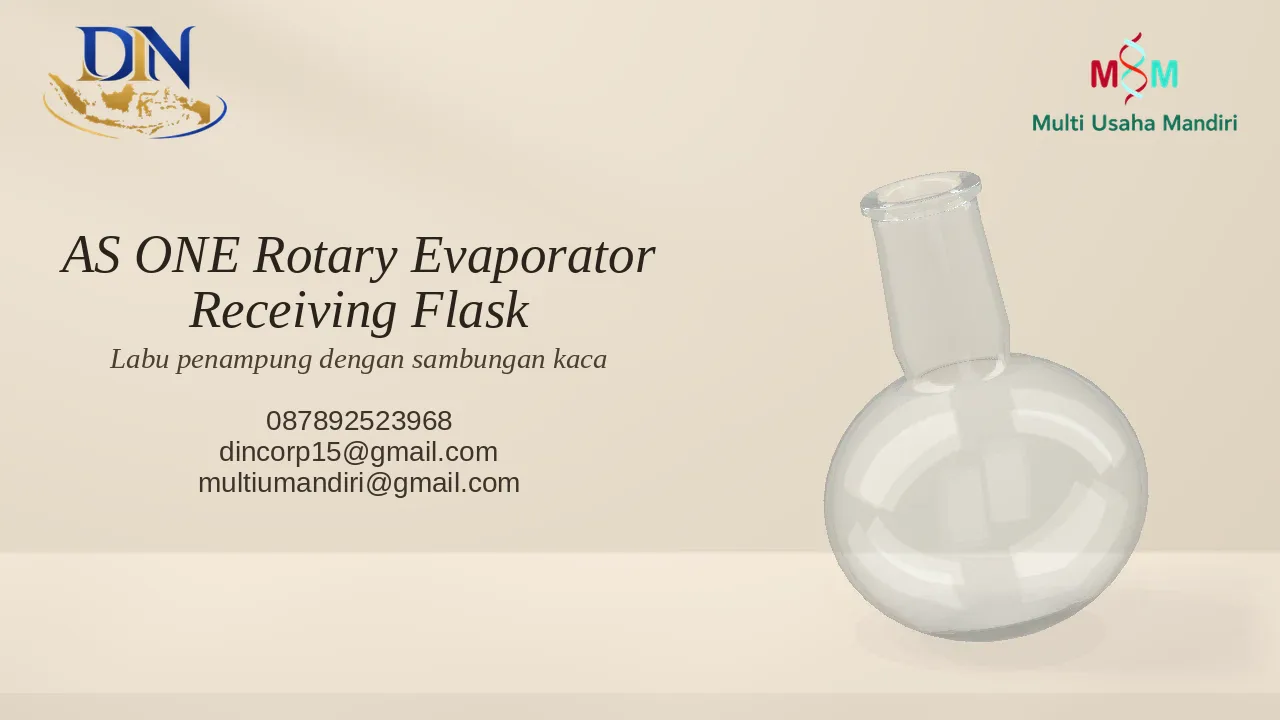 DIN
M M
Multi Usaha Mandiri
AS ONE Rotary Evaporator
Receiving Flask
Labu penampung dengan sambungan kaca
087892523968
dincorp15@gmail.com
multiumandiri@gmail.com